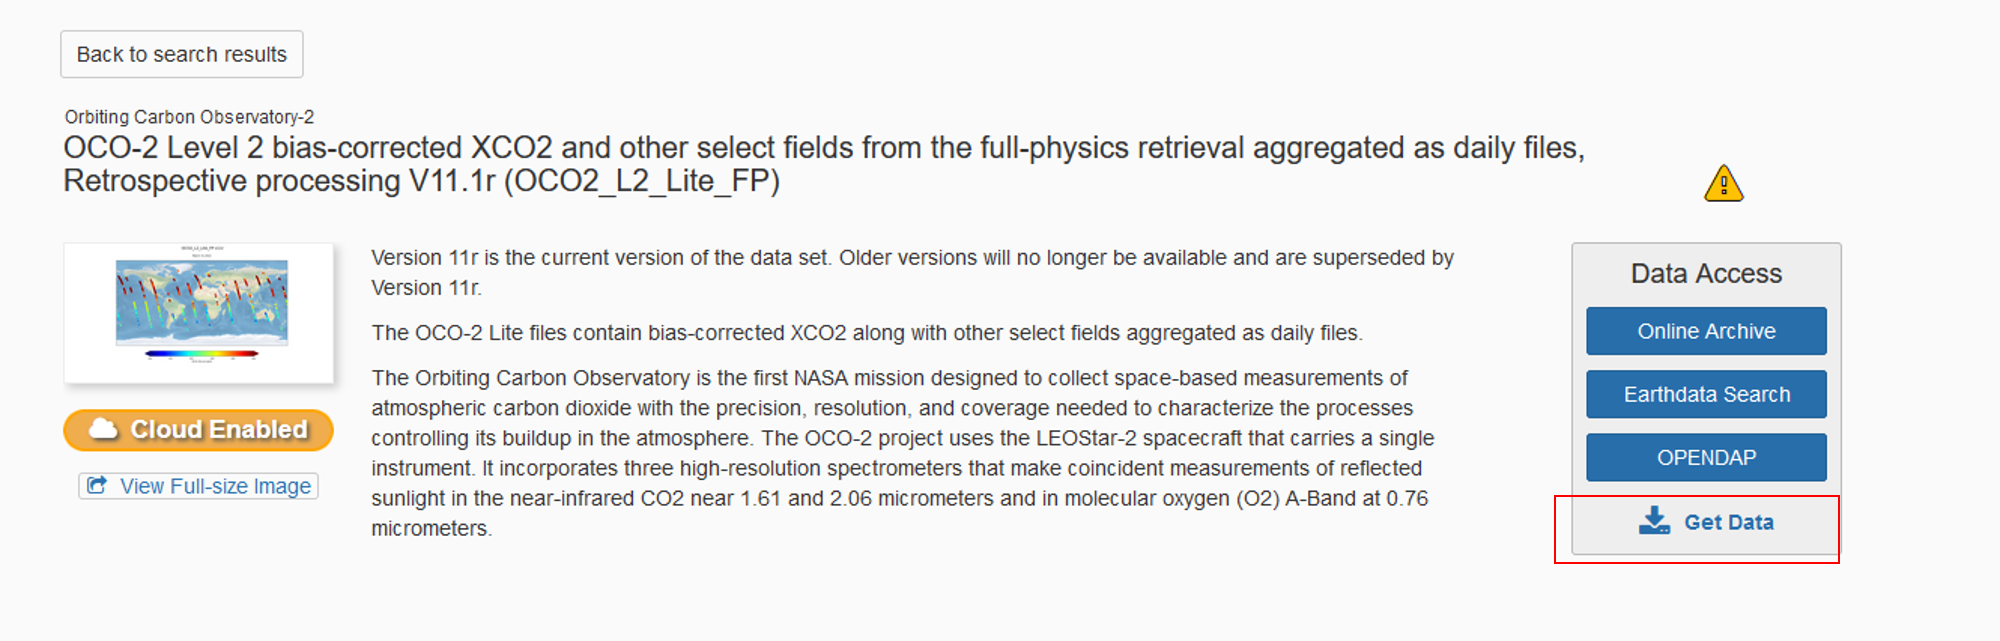 Back to search results
Orbiting Carbon Observatory-2
OCO-2 Level 2 bias-corrected XCO2 and other select fields from the full-physics retrieval aggregated as daily files,
Retrospective processing V11.1r (OCO2_L2_Lite_FP)
Version 11r is the current version of the data set. Older versions will no longer be available and are superseded by
Version 11r.
The OCO-2 Lite files contain bias-corrected XCO2 along with other select fields aggregated as daily files.
The Orbiting Carbon Observatory is the first NASA mission designed to collect space-based measurements of
atmospheric carbon dioxide with the precision, resolution, and coverage needed to characterize the processes
controlling its buildup in the atmosphere. The OCO-2 project uses the LEOStar-2 spacecraft that carries a single
instrument. It incorporates three high-resolution spectrometers that make coincident measurements of reflected
sunlight in the near-infrared CO2 near 1.61 and 2.06 micrometers and in molecular oxygen (O2) A-Band at 0.76
micrometers.
Cloud Enabled
View Full-size Image
Data Access
Online Archive
Earthdata Search
OPENDAP
Get Data